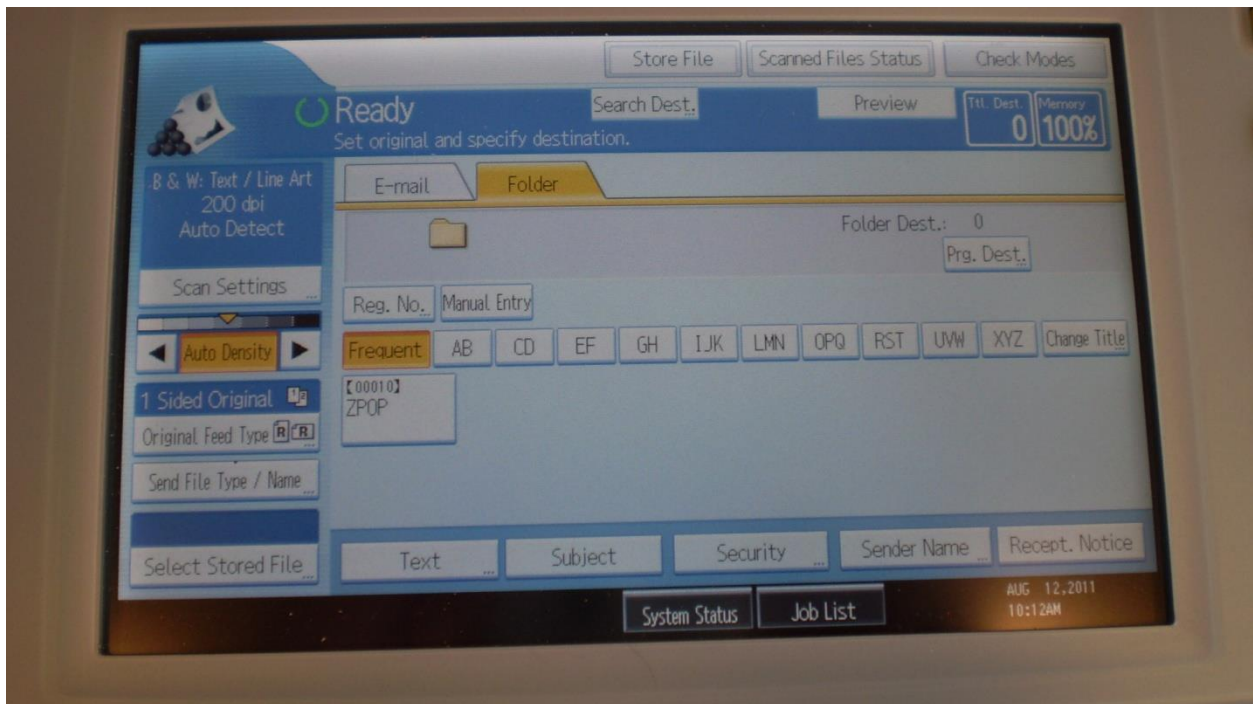 Store File
Scanned Files Status
Check Modes
Ready
Search Dest.
Preview
Ttl. Dest.
0
Memory
100%
Set original and specify destination.
B & W: Text / Line Art
200 dpi
Auto Detect
Scan Settings
Auto Density
1 Sided Original
Original Feed Type
R R
Send File Type / Name
Select Stored File
E-mail
Folder
Folder Dest.: 0
Prg. Dest.
Reg. No.
Manual Entry
Frequent
AB
CD
EF
GH
IJK
LMN
OPQ
RST
UVW
XYZ
Change Title
【00010】
ZPOP
Text
Subject
Security
Sender Name
Recept. Notice
System Status
Job List
AUG 12,2011
10:12AM